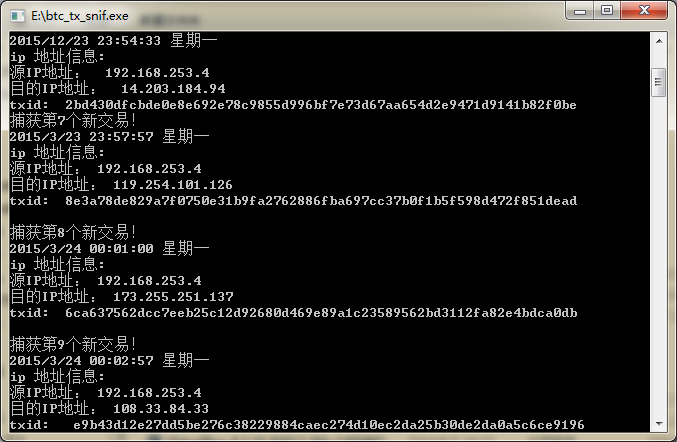 E:\btc_tx_snif.exe
2015/12/23 23:54:33 星期一
ip 地址信息:
源IP地址: 192.168.253.4
目的IP地址: 14.203.184.94
txid: 2bd430dfcbde0e8e692e78c9855d996bf7e73d67aa654d2e9471d9141b82f0be
捕获第7个新交易!
2015/3/23 23:57:57 星期一
ip 地址信息:
源IP地址: 192.168.253.4
目的IP地址: 119.254.101.126
txid: 8e3a78de829a7f0750e31b9fa2762886fba697cc37b0f1b5f598d472f851dead
捕获第8个新交易!
2015/3/24 00:01:00 星期一
ip 地址信息:
源IP地址: 192.168.253.4
目的IP地址: 173.255.251.137
txid: 6ca637562dcc7eeb25c12d92680d469e89a1c23589562bd3112fa82e4bdca0db
捕获第9个新交易!
2015/3/24 00:02:57 星期一
ip 地址信息:
源IP地址: 192.168.253.4
目的IP地址: 108.33.84.33
txid: e9b43d12e27dd5be276c38229884caec274d10ec2da25b30de2da0a5c6ce9196